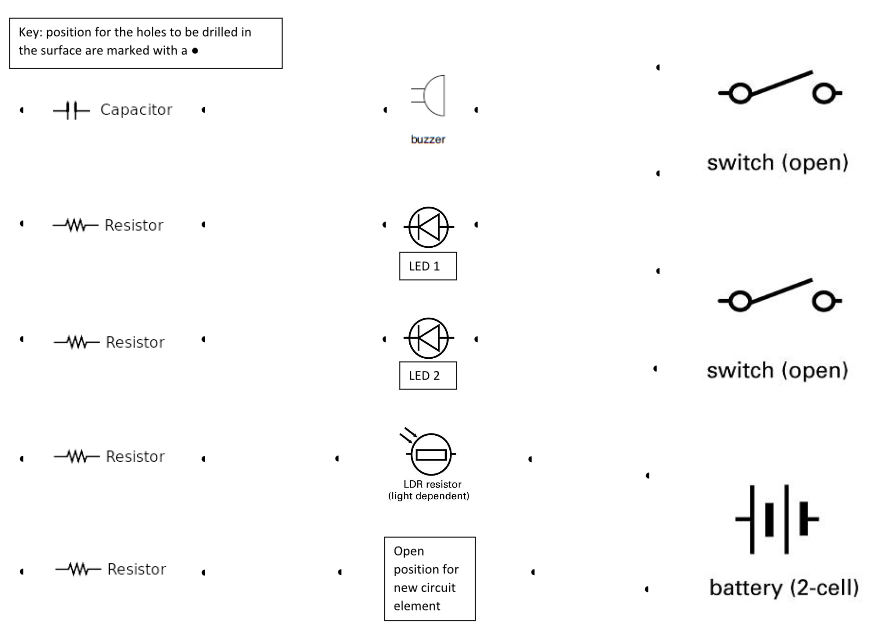 Key: position for the holes to be drilled in
the surface are marked with a ●
Capacitor
buzzer
switch (open)
Resistor
LED 1
Resistor
LED 2
switch (open)
Resistor
LDR resistor
(light dependent)
Resistor
Open
position for
new circuit
element
battery (2-cell)